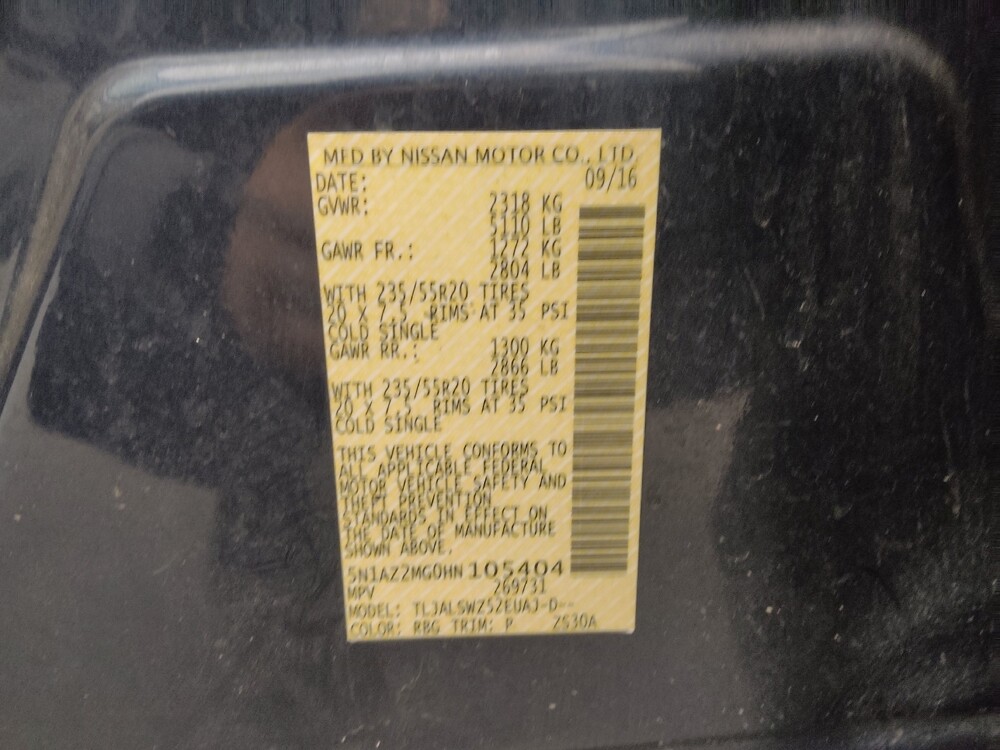 MFD BY NISSAN MOTOR CO., LTD
DATE: 09/16
GVWR: 2318 KG
5110 LB
GAWR FR.: 1272 KG
2804 LB
WITH 235/55R20 TIRES
20 X 7.5 RIMS AT 35 PSI
COLD SINGLE
GAWR RR.: 1300 KG
2866 LB
WITH 235/55R20 TIRES
20 X 7.5 RIMS AT 35 PSI
COLD SINGLE
THIS VEHICLE CONFORMS TO
ALL APPLICABLE FEDERAL
MOTOR VEHICLE SAFETY AND
THEFT PREVENTION
STANDARDS IN EFFECT ON
THE DATE OF MANUFACTURE
SHOWN ABOVE.
5N1AZ2MG0HN105404
MPV 269731
MODEL: TLJALSWZ52EUAJ-D--
COLOR: RBG TRIM: P ZS30A